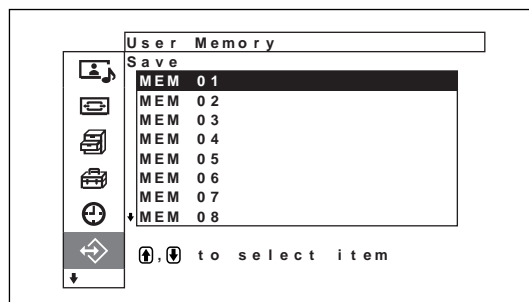 User Memory
Save
MEM 01
MEM 02
MEM 03
MEM 04
MEM 05
MEM 06
MEM 07
MEM 08
, to select item